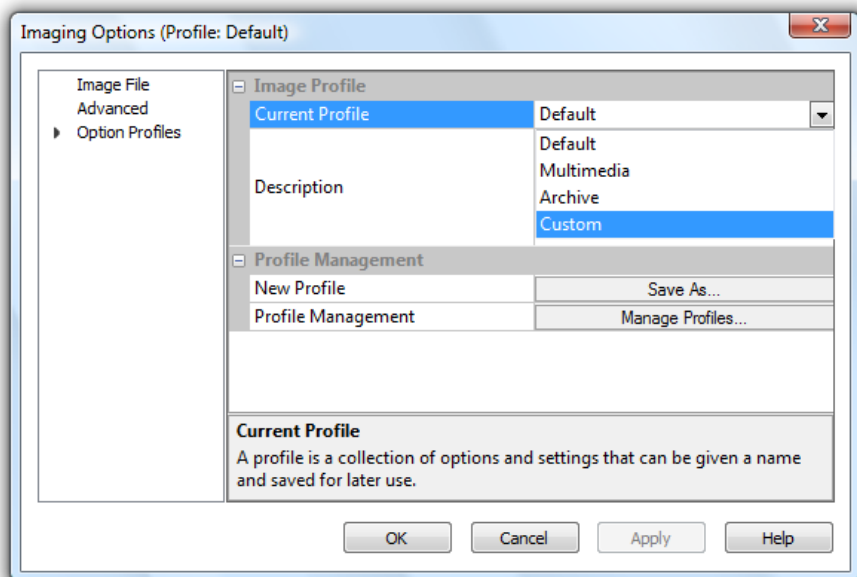 Imaging Options (Profile: Default)
Image File
Advanced
Option Profiles
Image Profile
Current Profile Default
Default
Multimedia
Description
Archive
Custom
Profile Management
New Profile Save As...
Profile Management Manage Profiles...
Current Profile
A profile is a collection of options and settings that can be given a name
and saved for later use.
OK Cancel Apply Help